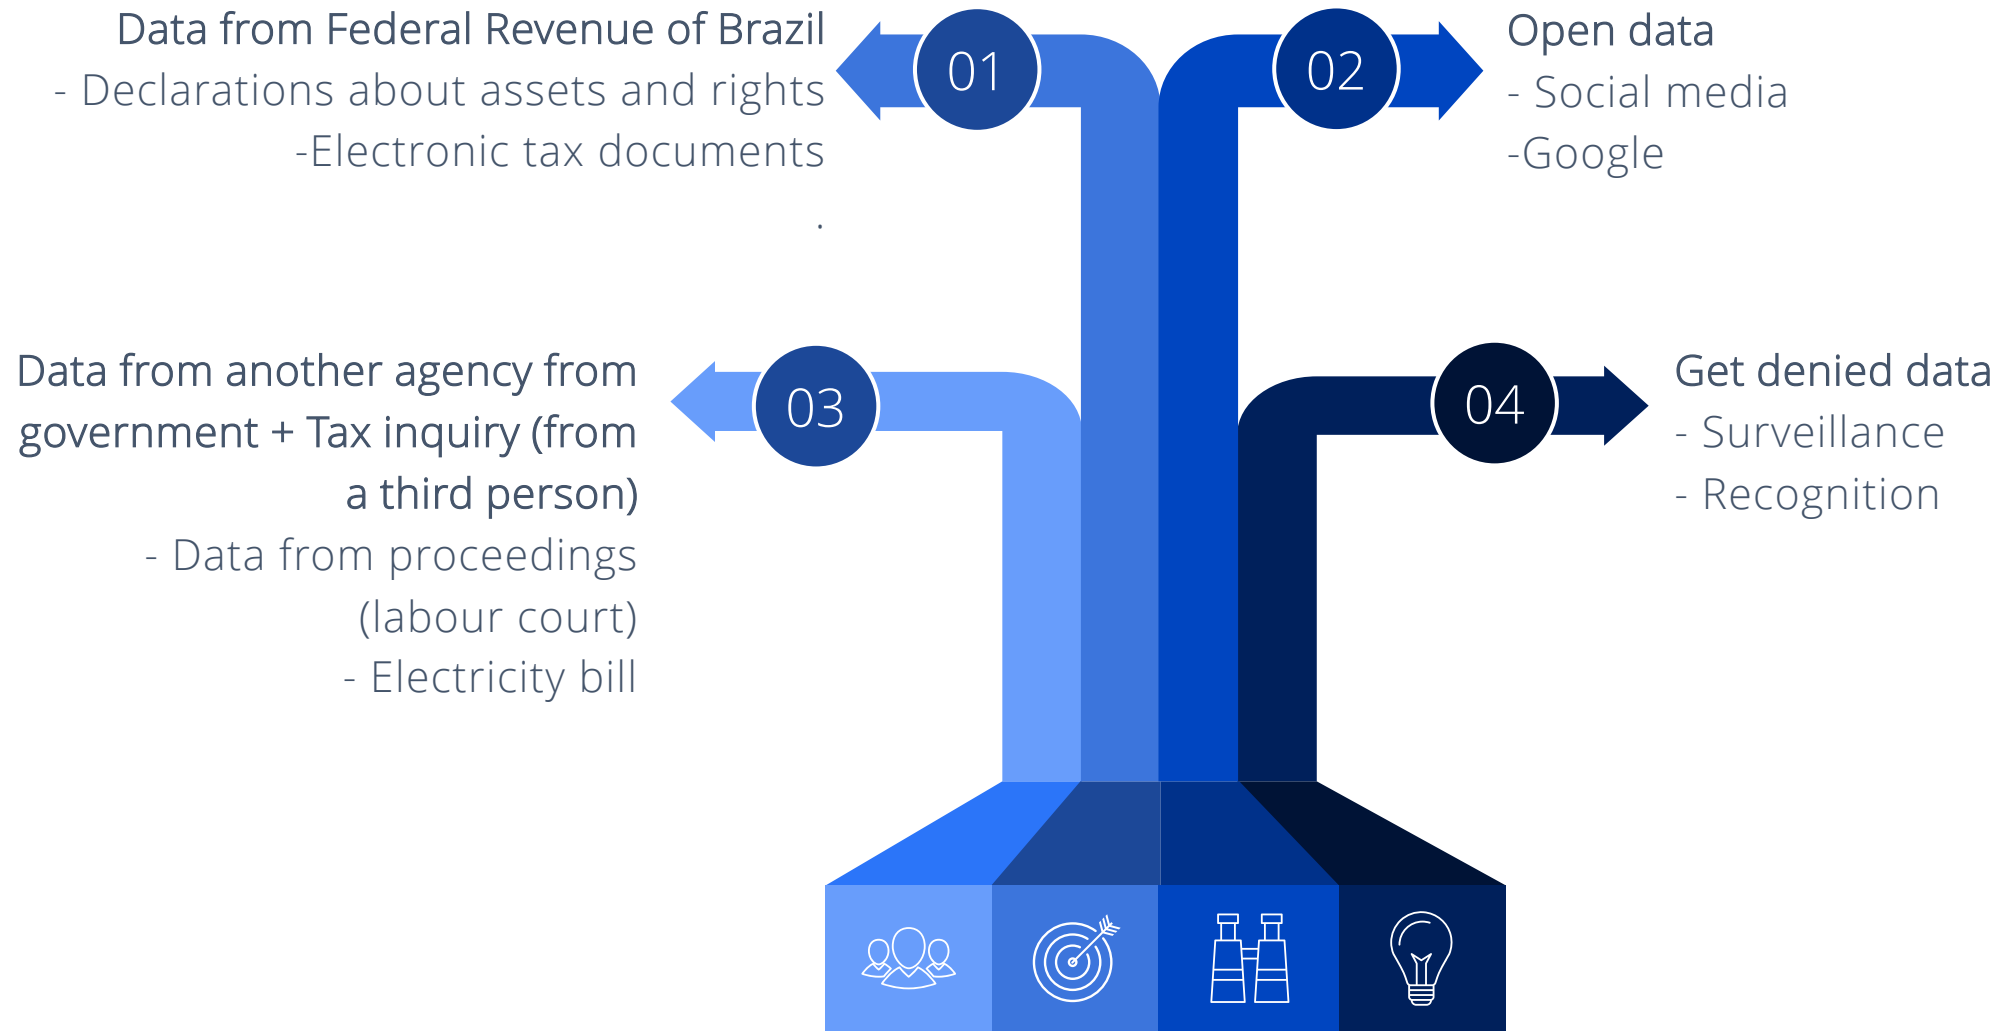 Data from Federal Revenue of Brazil
- Declarations about assets and rights
-Electronic tax documents
.
01
02
Open data
- Social media
-Google
Data from another agency from
government + Tax inquiry (from
a third person)
- Data from proceedings
(labour court)
- Electricity bill
03
04
Get denied data
- Surveillance
- Recognition